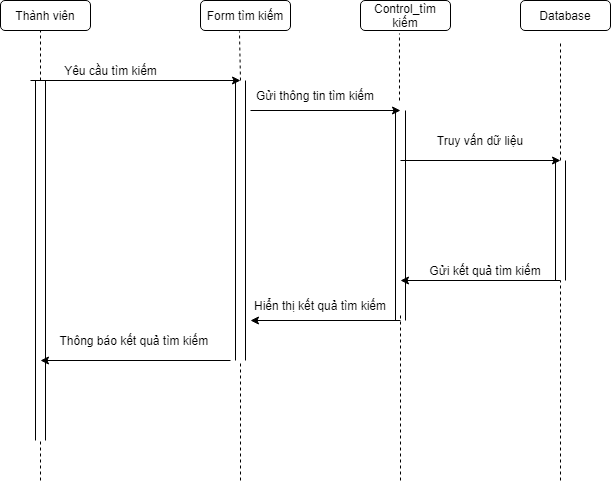 Thành viên
Form tìm kiếm
Control_tìm
kiếm
Database
Yêu cầu tìm kiếm
Gửi thông tin tìm kiếm
Truy vấn dữ liệu
Gửi kết quả tìm kiếm
Hiển thị kết quả tìm kiếm
Thông báo kết quả tìm kiếm